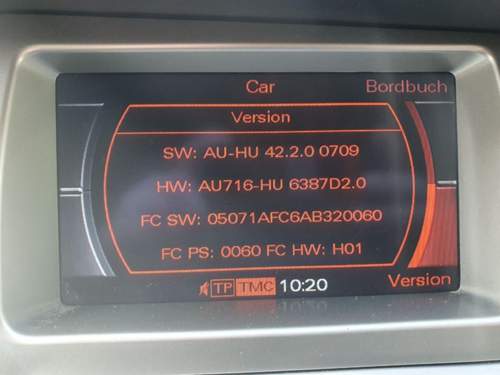 Car
Bordbuch
Version
SW: AU-HU 42.2.0 0709
HW: AU716-HU 6387D2.0
FC SW: 05071AFC6AB320060
FC PS: 0060 FC HW: H01
TP TMC 10:20
Version